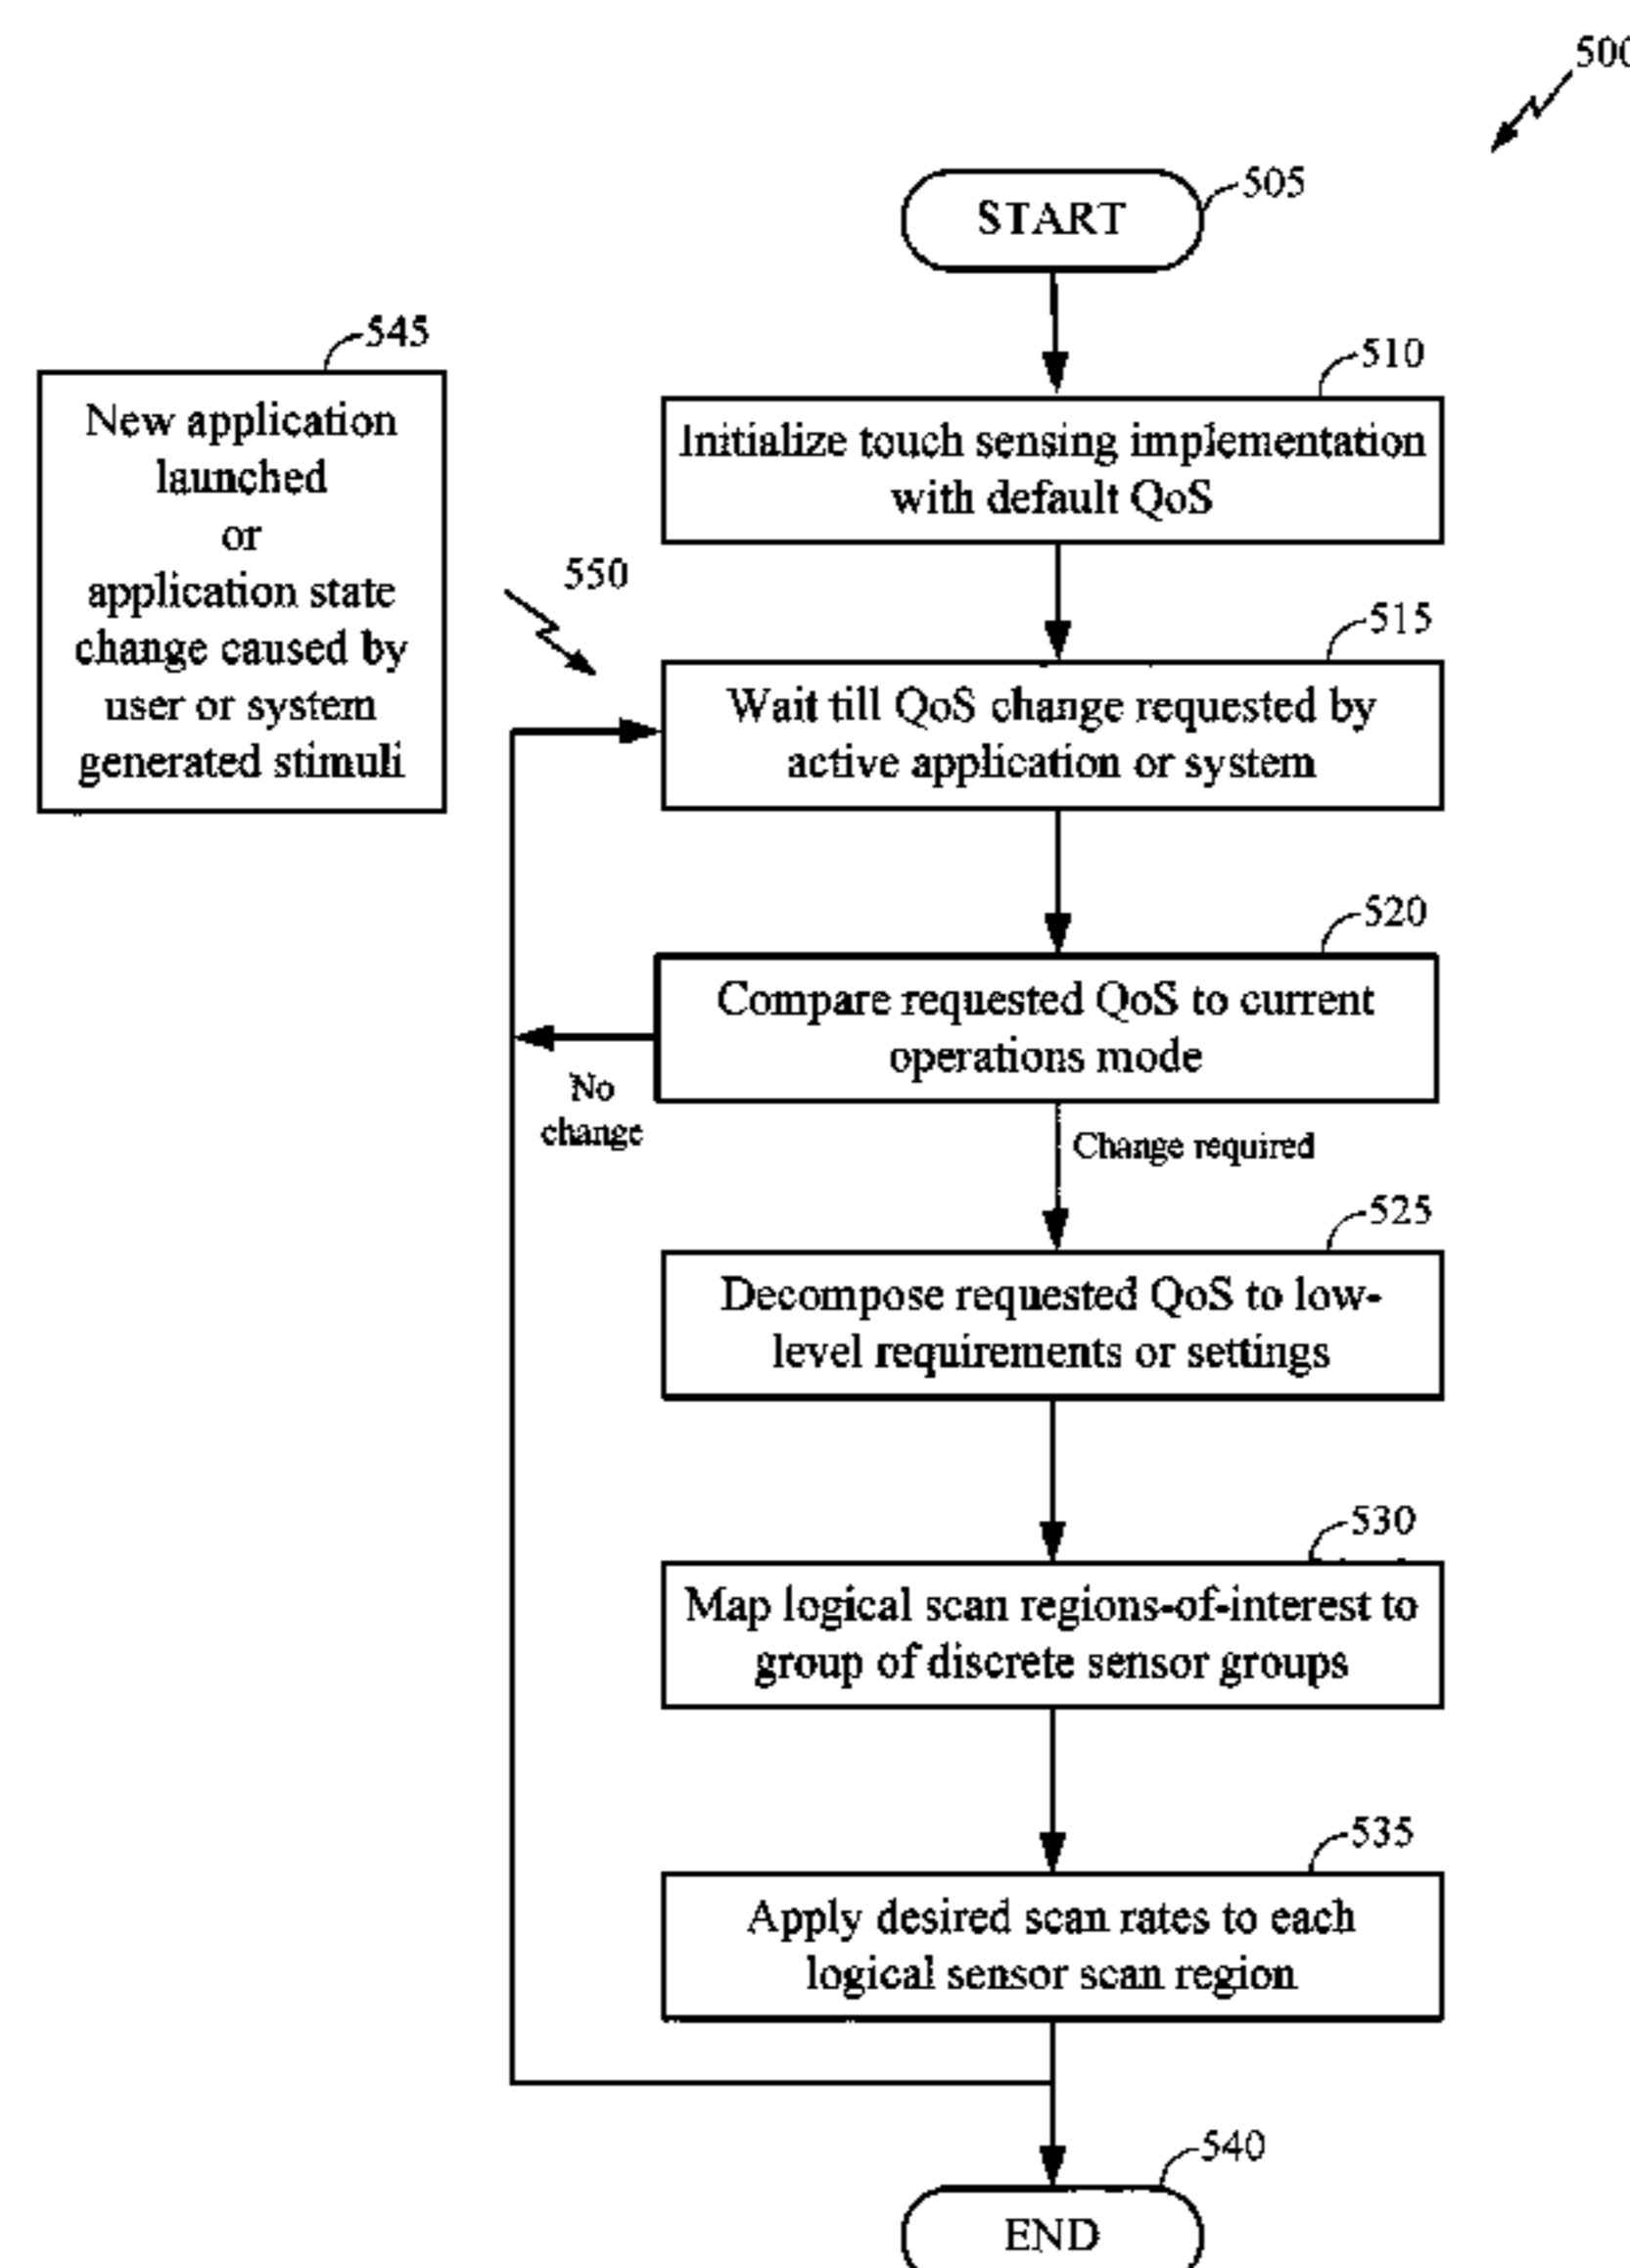 500
START
505
545
New application
launched
or
application state
change caused by
user or system
generated stimuli
510
Initialize touch sensing implementation
with default QoS
550
515
Wait till QoS change requested by
active application or system
520
Compare requested QoS to current
operations mode
No
change
Change required
525
Decompose requested QoS to low-
level requirements or settings
530
Map logical scan regions-of-interest to
group of discrete sensor groups
535
Apply desired scan rates to each
logical sensor scan region
540
END